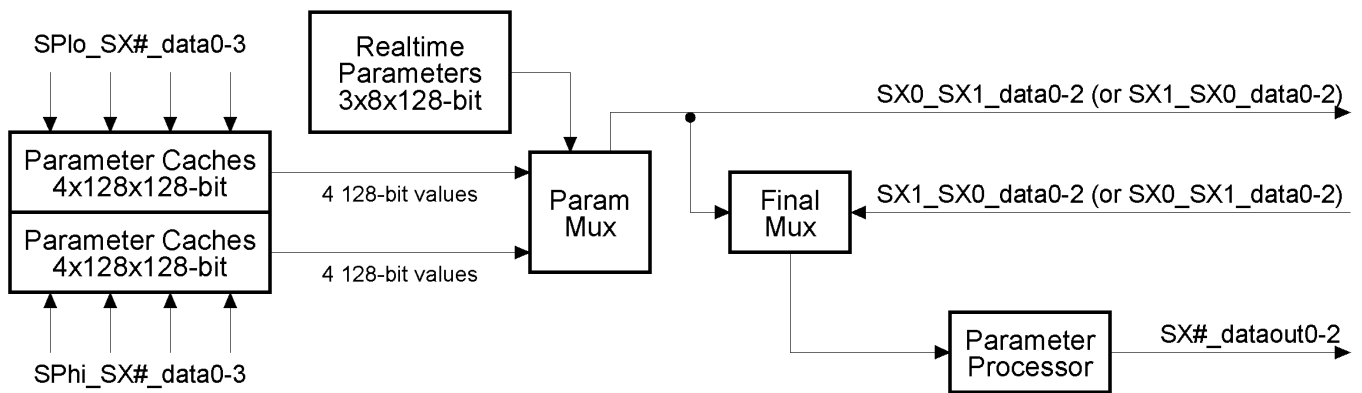 SPlo_SX#_data0-3
Realtime
Parameters
3x8x128-bit
SX0_SX1_data0-2 (or SX1_SX0_data0-2)
Parameter Caches
4x128x128-bit
4 128-bit values
Param
Mux
Final
Mux
SX1_SX0_data0-2 (or SX0_SX1_data0-2)
Parameter Caches
4x128x128-bit
4 128-bit values
Parameter
Processor
SX#_dataout0-2
SPhi_SX#_data0-3